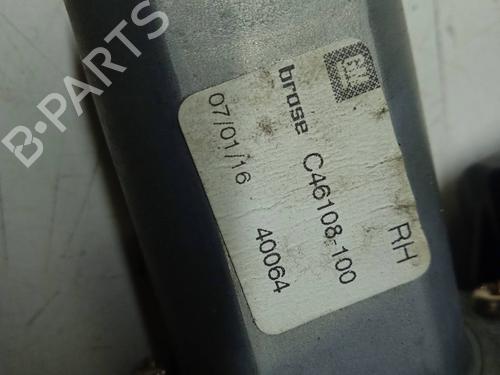 GM
brose C46108-100 RH
07/01/16 40064
B-PARTS